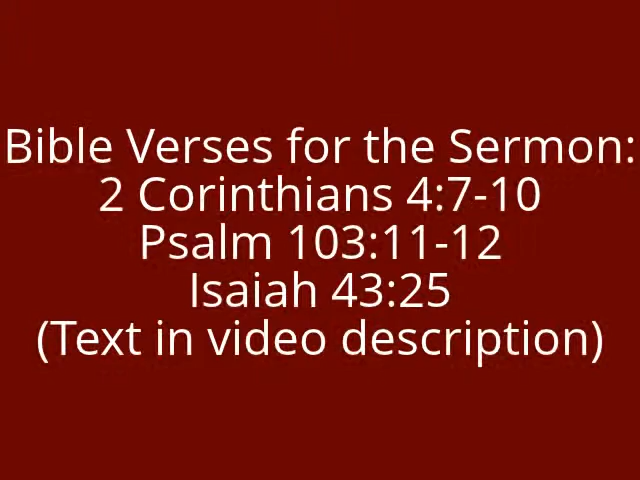 Bible Verses for the Sermon:
2 Corinthians 4:7-10
Psalm 103:11-12
Isaiah 43:25
(Text in video description)